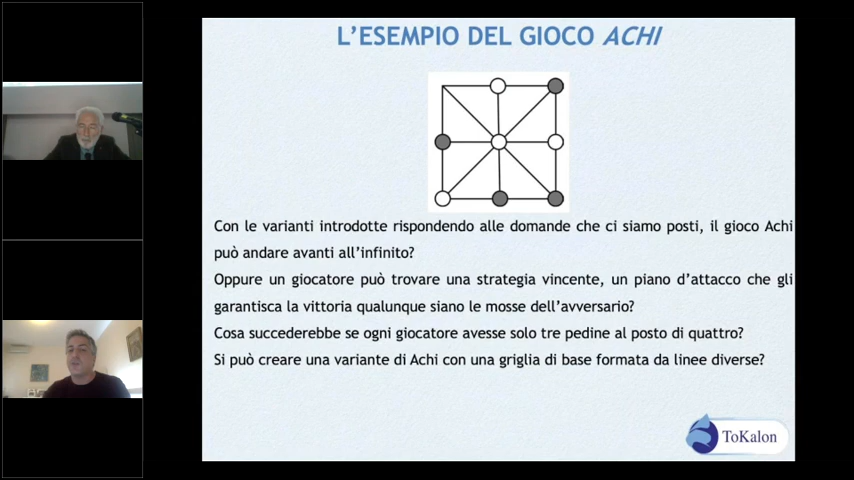 L’ESEMPIO DEL GIOCO ACHI
Con le varianti introdotte rispondendo alle domande che ci siamo posti, il gioco Achi
può andare avanti all’infinito?
Oppure un giocatore può trovare una strategia vincente, un piano d’attacco che gli
garantisca la vittoria qualunque siano le mosse dell’avversario?
Cosa succederebbe se ogni giocatore avesse solo tre pedine al posto di quattro?
Si può creare una variante di Achi con una griglia di base formata da linee diverse?
ToKalon